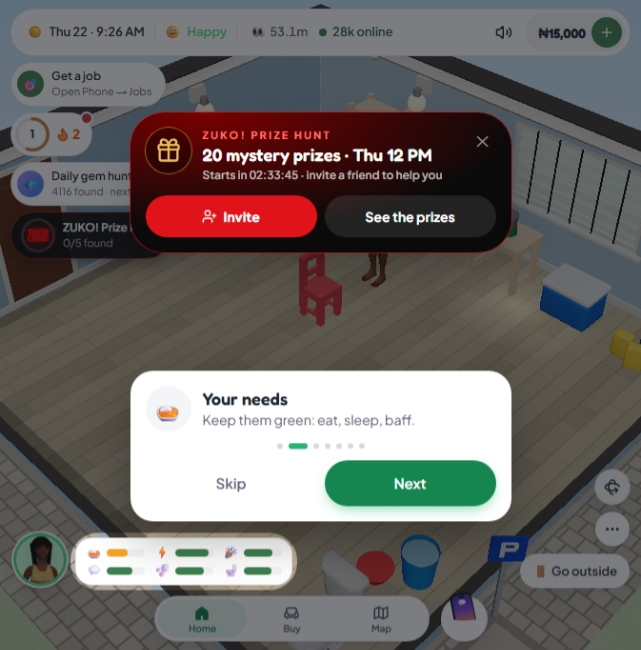 Thu 22 · 9:26 AM
Happy
53.1m
28k online
₦15,000
Get a job
Open Phone → Jobs
1
2
Daily gem hunt
4116 found · next
ZUKO! Prize
0/5 found
ZUKO! PRIZE HUNT
20 mystery prizes · Thu 12 PM
Starts in 02:33:45 · invite a friend to help you
Invite
See the prizes
Your needs
Keep them green: eat, sleep, baff.
Skip
Next
P
Go outside
Home
Buy
Map